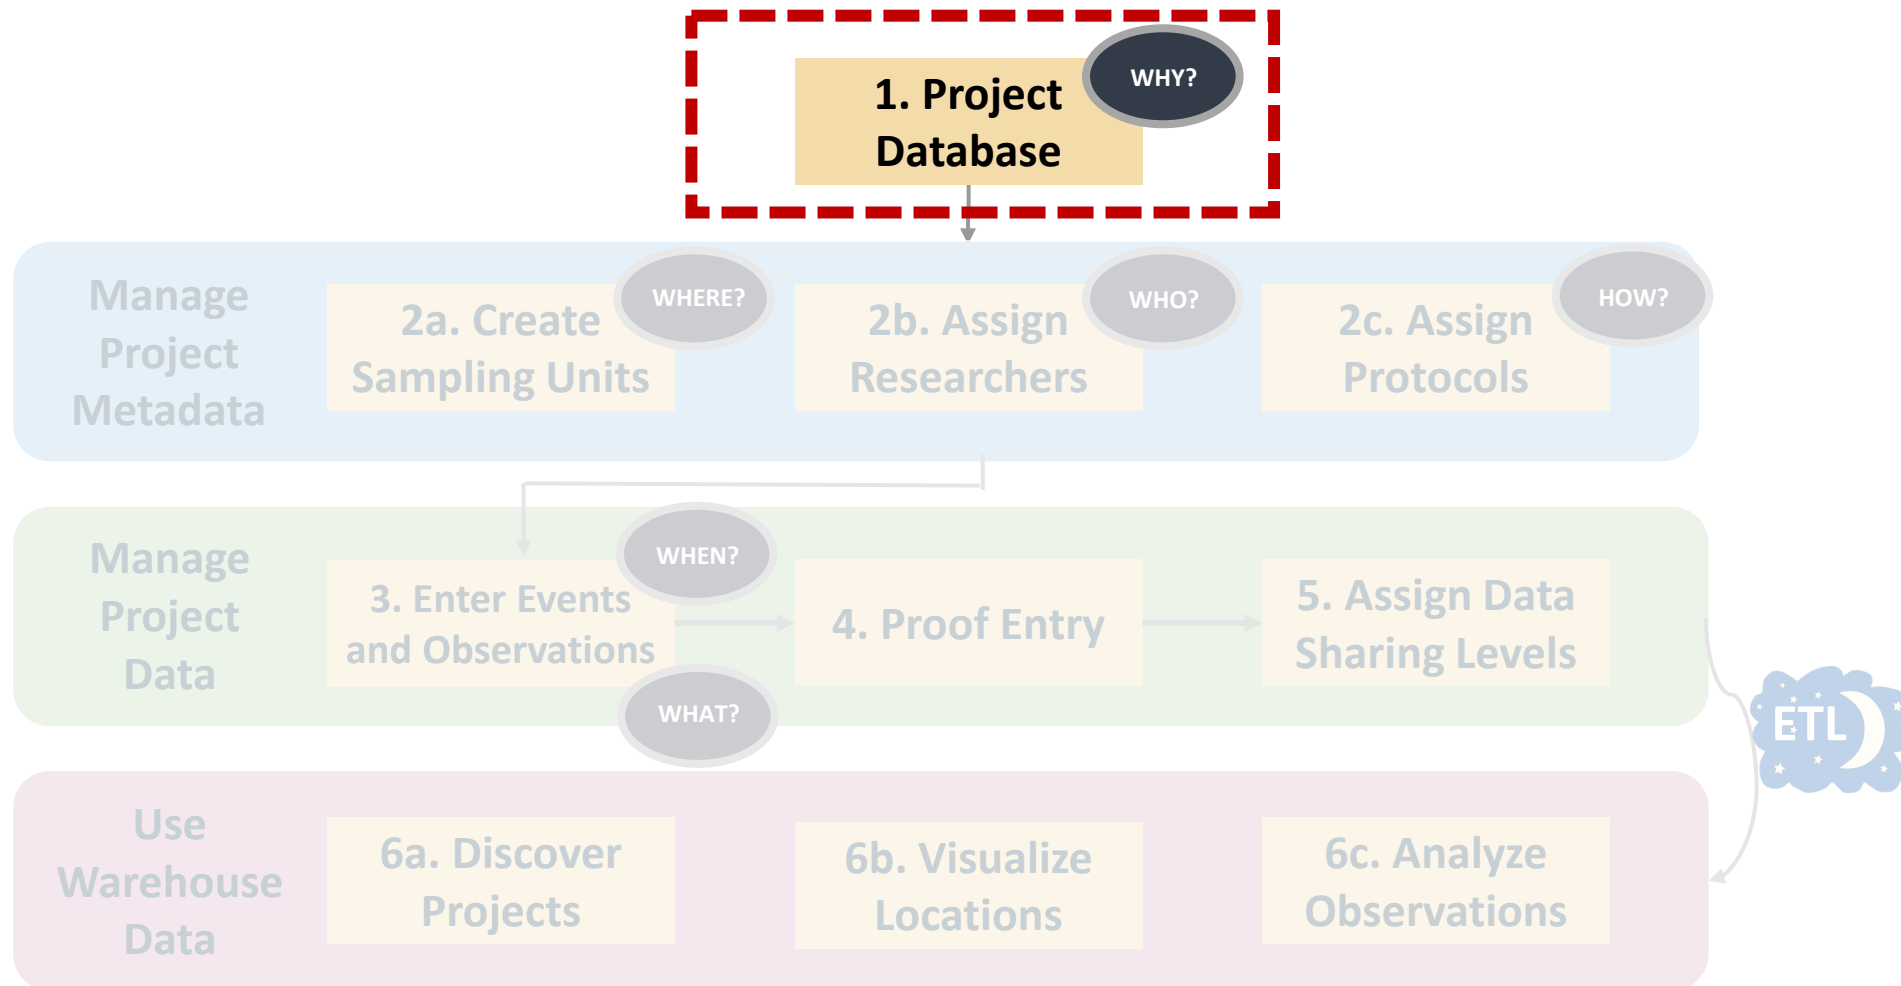 WHY?
1. Project
Database
Manage
Project
Metadata
WHERE?
2a. Create
Sampling Units
WHO?
2b. Assign
Researchers
HOW?
2c. Assign
Protocols
Manage
Project
Data
WHEN?
3. Enter Events
and Observations
WHAT?
4. Proof Entry
5. Assign Data
Sharing Levels
ETL
Use
Warehouse
Data
6a. Discover
Projects
6b. Visualize
Locations
6c. Analyze
Observations